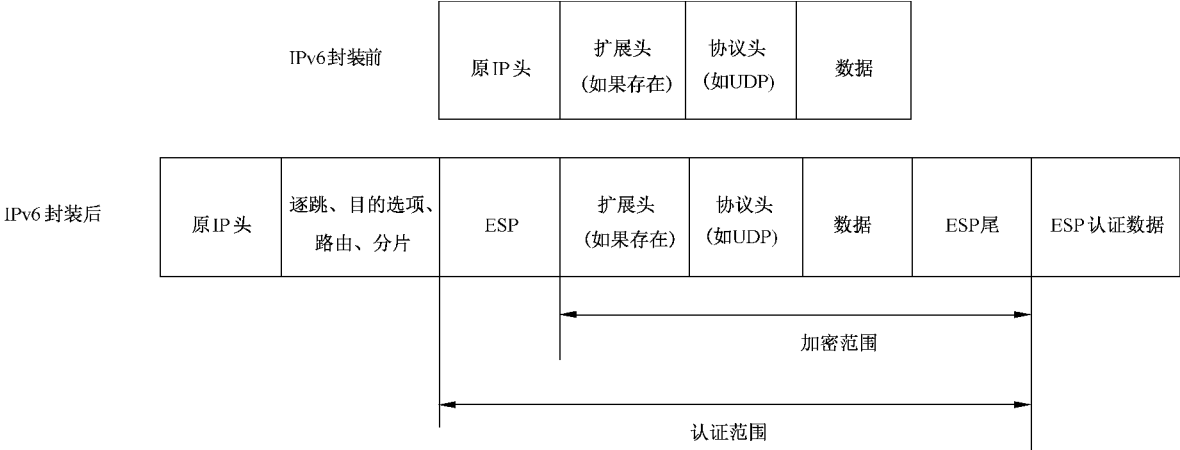 IPv6封装前
原IP头
扩展头
(如果存在)
协议头
(如UDP)
数据
IPv6封装后
原IP头
逐跳、目的选项、
路由、分片
ESP
扩展头
(如果存在)
协议头
(如UDP)
数据
ESP尾
ESP认证数据
加密范围
认证范围